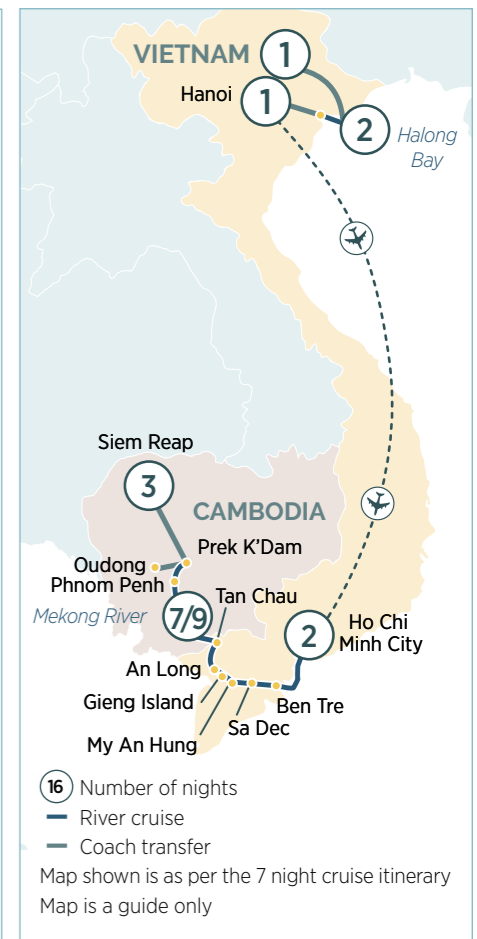 VIETNAM
1
Hanoi
1
2
Halong
Bay
Siem Reap
3
CAMBODIA
Prek K'Dam
Oudong
Phnom Penh
Tan Chau
Mekong River
7/9
2
Ho Chi
Minh City
An Long
Gieng Island
Ben Tre
Sa Dec
My An Hung
16 Number of nights
River cruise
Coach transfer
Map shown is as per the 7 night cruise itinerary
Map is a guide only